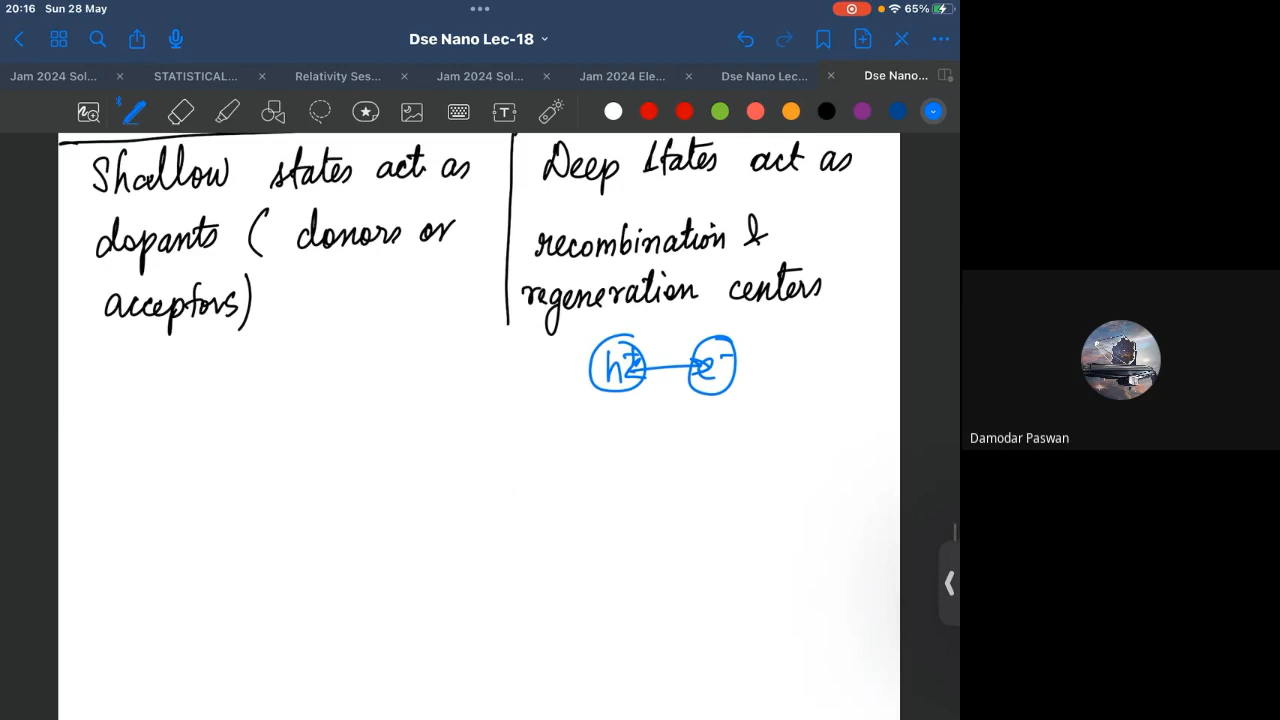 20:16 Sun 28 May
65%
Dse Nano Lec-18
Jam 2024 Sol...
STATISTICAL...
Relativity Ses...
Jam 2024 Sol...
Jam 2024 Ele...
Dse Nano Lec...
Dse Nano...
Shallow states act as
dopants ( donors or
acceptors)
Deep States act as
recombination &
regeneration centers
h+ e-
Damodar Paswan